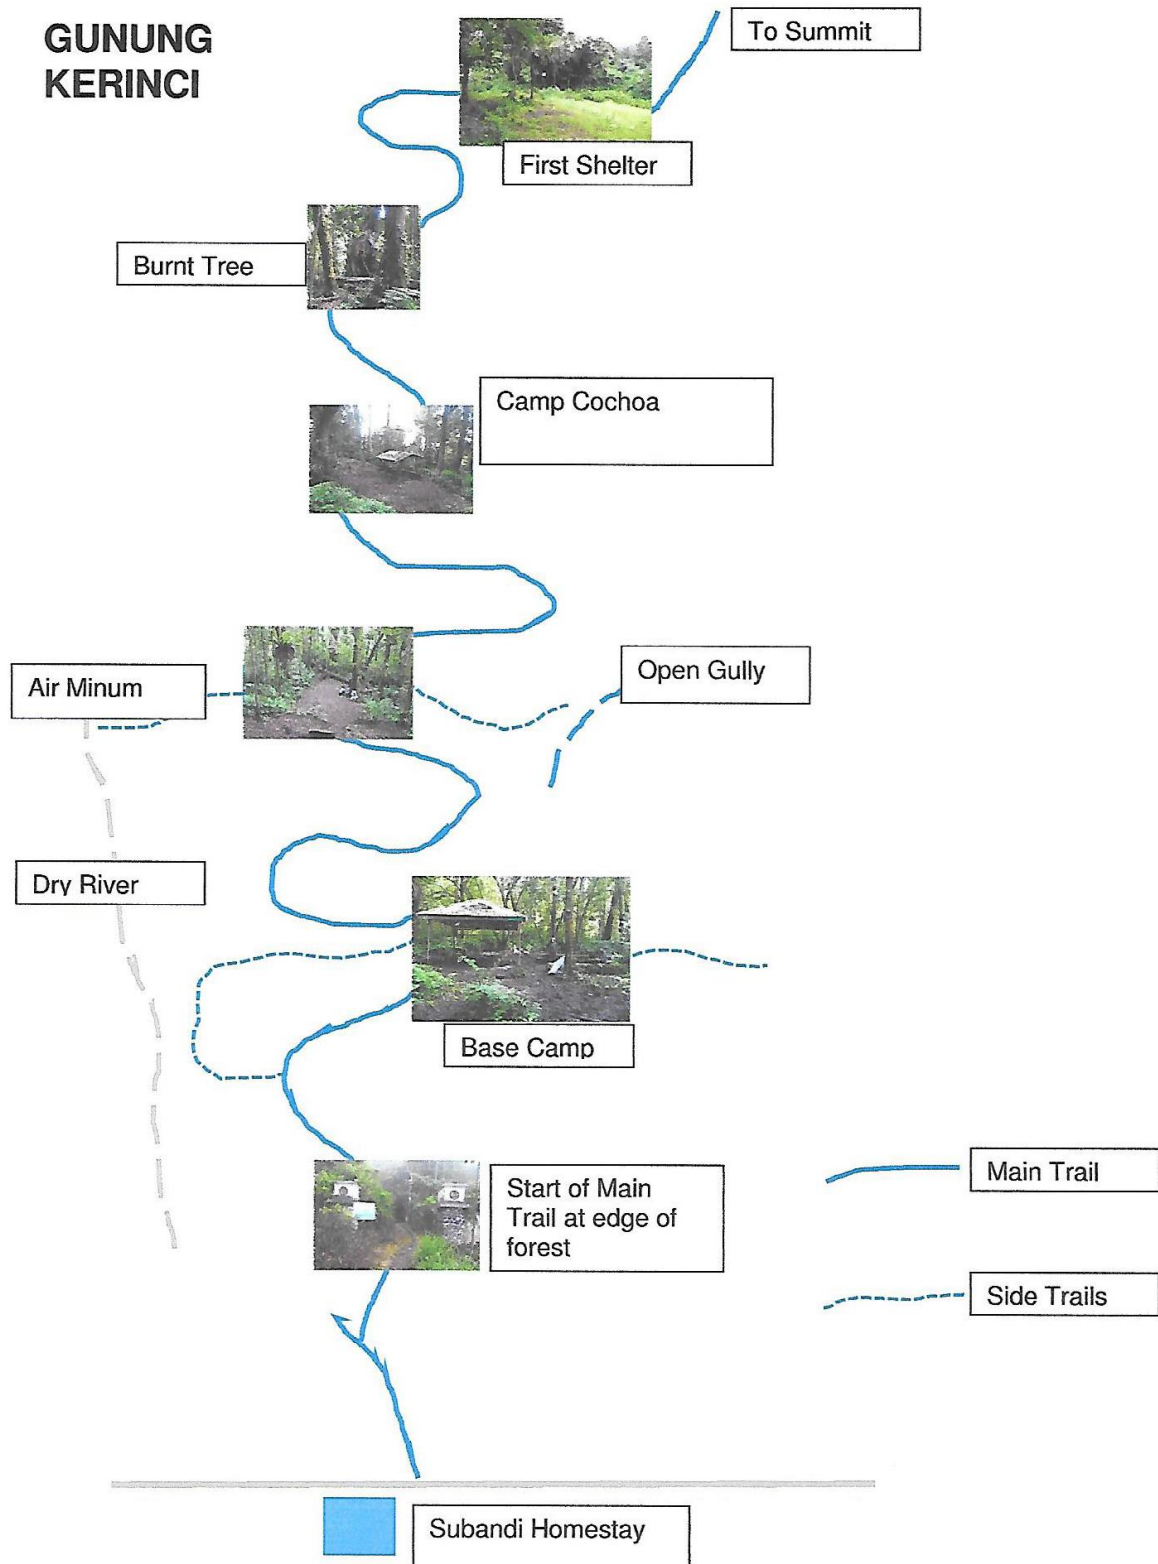 GUNUNG
KERINCI
To Summit
First Shelter
Burnt Tree
Camp Cochoa
Air Minum
Open Gully
Dry River
Base Camp
Start of Main
Trail at edge of
forest
Main Trail
Side Trails
Subandi Homestay